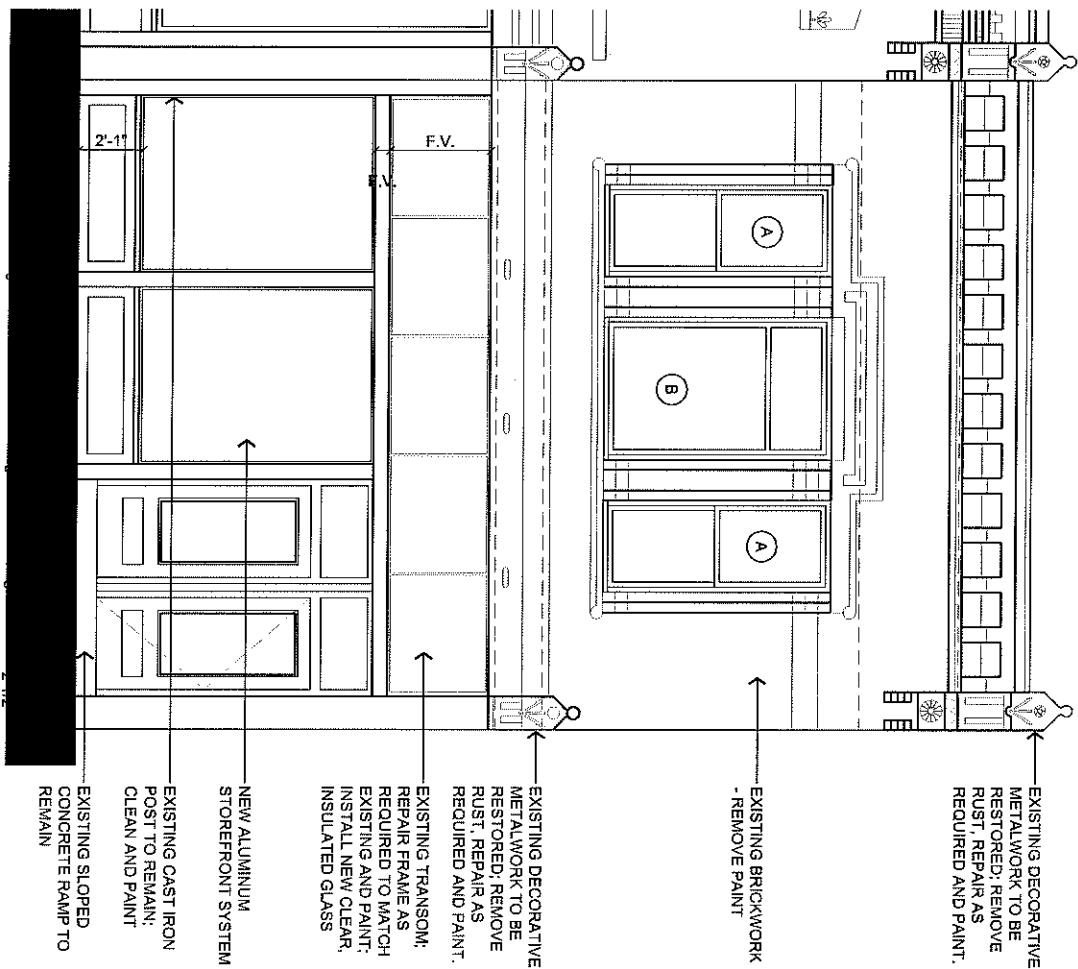 EXISTING DECORATIVE
METALWORK TO BE
RESTORED; REMOVE
RUST, REPAIR AS
REQUIRED AND PAINT.
EXISTING BRICKWORK
- REMOVE PAINT
EXISTING DECORATIVE
METALWORK TO BE
RESTORED; REMOVE
RUST, REPAIR AS
REQUIRED AND PAINT.
EXISTING TRANSOM;
REPAIR FRAME AS
REQUIRED TO MATCH
EXISTING AND PAINT;
INSTALL NEW CLEAR,
INSULATED GLASS
NEW ALUMINUM
STOREFRONT SYSTEM
EXISTING CAST IRON
POST TO REMAIN;
CLEAN AND PAINT
EXISTING SLOPED
CONCRETE RAMP TO
REMAIN
A
B
A
F.V.
F.V.
2'-1"